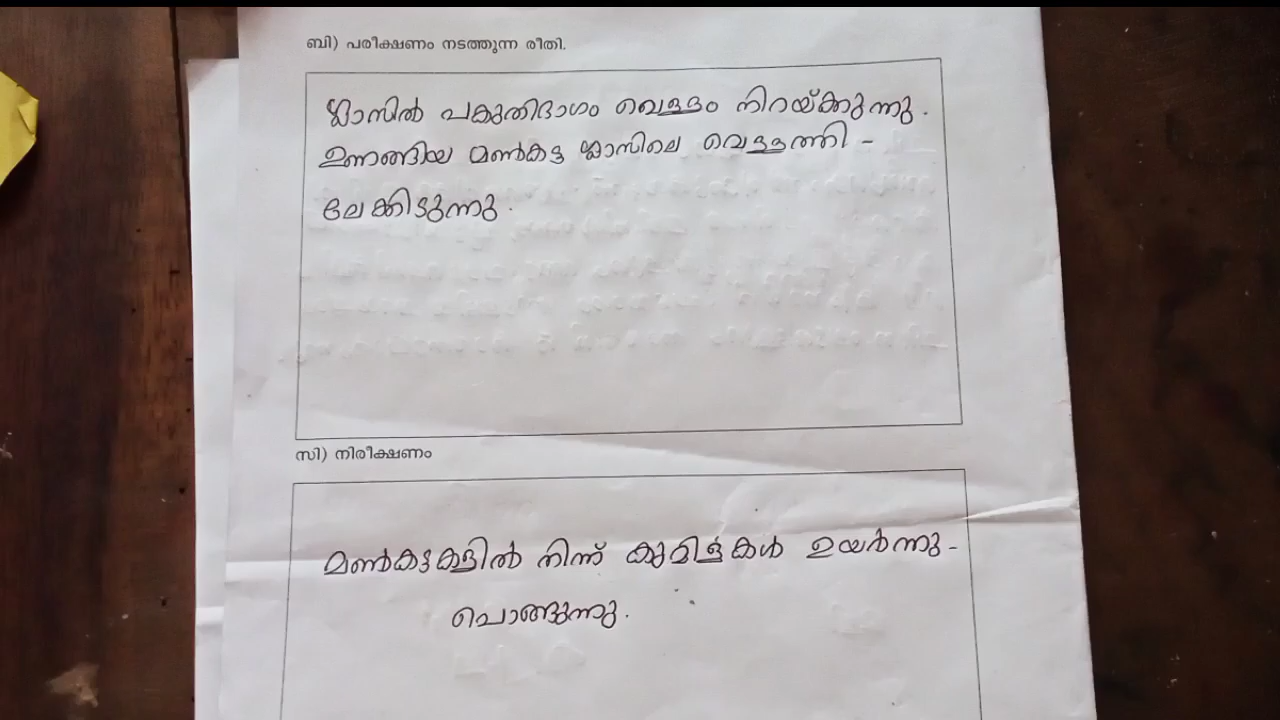 ബി) പരീക്ഷണം നടത്തുന്ന രീതി.
ഗ്ലാസിൽ പകുതിഭാഗം വെള്ളം നിറയ്ക്കുന്നു.
ഉണങ്ങിയ മൺകട്ട ഗ്ലാസിലെ വെള്ളത്തി -
ലേക്കിടുന്നു.
സി) നിരീക്ഷണം
മൺകട്ടകളിൽ നിന്ന് കുമിളകൾ ഉയർന്നു -
പൊങ്ങുന്നു.